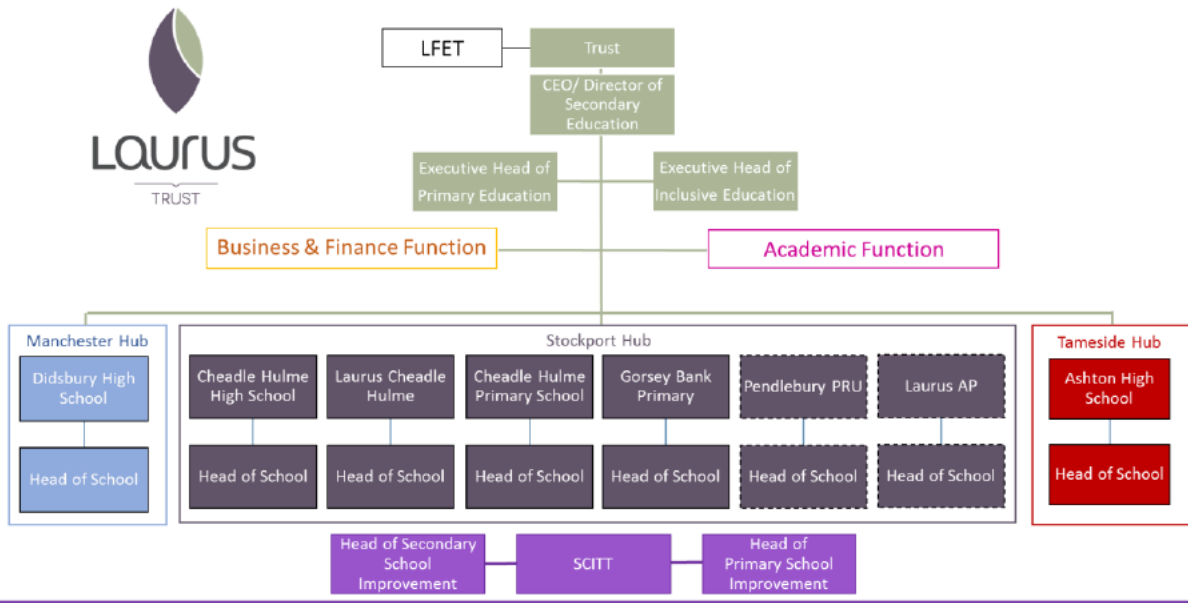 Laurus
TRUST
LFET
Trust
CEO/ Director of
Secondary
Education
Executive Head of
Primary Education
Executive Head of
Inclusive Education
Business & Finance Function
Academic Function
Manchester Hub
Didsbury High
School
Head of School
Stockport Hub
Cheadle Hulme
High School
Head of School
Laurus Cheadle
Hulme
Head of School
Cheadle Hulme
Primary School
Head of School
Gorsey Bank
Primary
Head of School
Pendlebury PRU
Head of School
Laurus AP
Head of School
Tameside Hub
Ashton High
School
Head of School
Head of Secondary
School
Improvement
SCITT
Head of
Primary School
Improvement